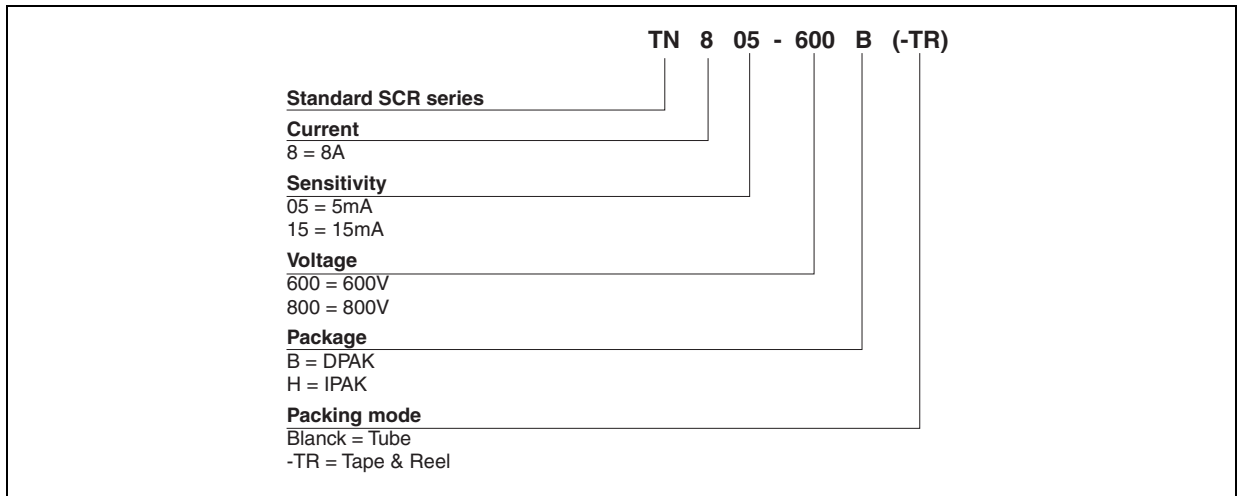 TN 8 05 - 600 B (-TR)
Standard SCR series
Current
8 = 8A
Sensitivity
05 = 5mA
15 = 15mA
Voltage
600 = 600V
800 = 800V
Package
B = DPAK
H = IPAK
Packing mode
Blanck = Tube
-TR = Tape & Reel